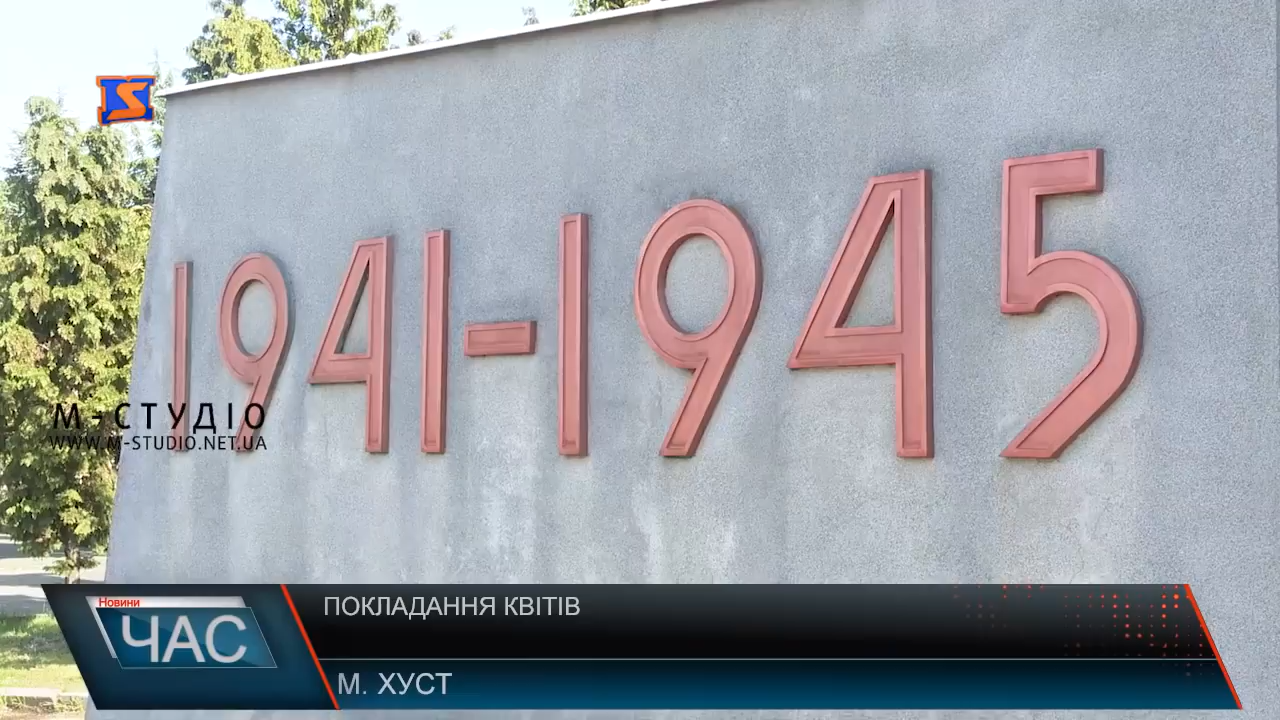 1941-1945
М-СТУДІО
WWW.M-STUDIO.NET.UA
Новини
ЧАС
ПОКЛАДАННЯ КВІТІВ
М. ХУСТ